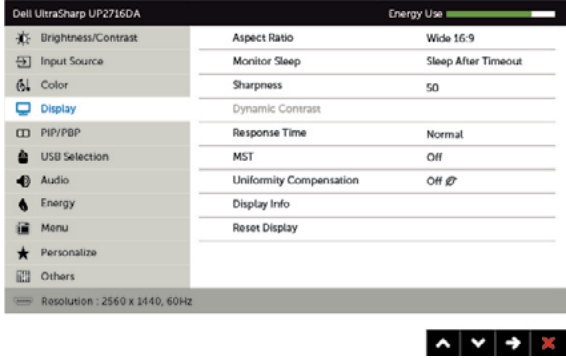 Dell UltraSharp UP2716DA
Energy Use
Brightness/Contrast
Input Source
Color
Display
PIP/PBP
USB Selection
Audio
Energy
Menu
Personalize
Others
Aspect Ratio Wide 16:9
Monitor Sleep Sleep After Timeout
Sharpness 50
Dynamic Contrast
Response Time Normal
MST Off
Uniformity Compensation Off
Display Info
Reset Display
Resolution : 2560 x 1440, 60Hz